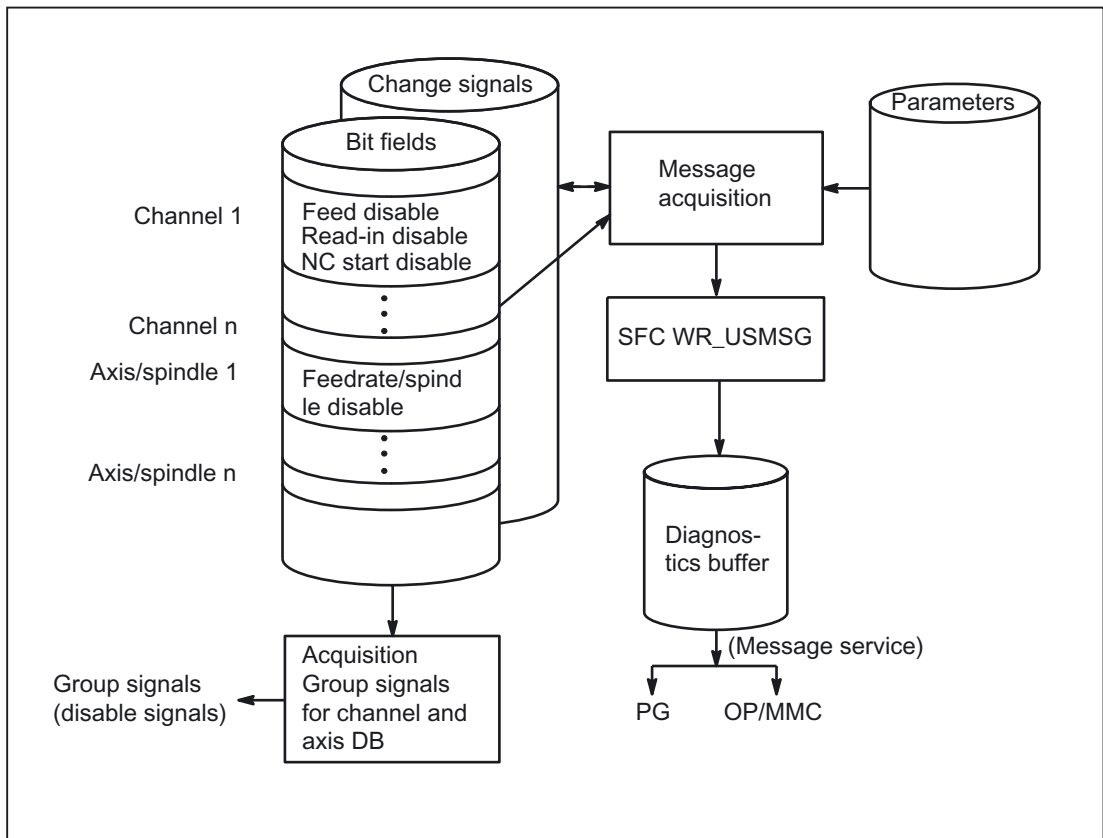 Change signals
Parameters
Bit fields
Message
acquisition
Channel 1
Feed disable
Read-in disable
NC start disable
Channel n
SFC WR_USMSG
Axis/spindle 1
Feedrate/spind
le disable
Axis/spindle n
Diagnos-
tics buffer
(Message service)
Acquisition
Group signals
for channel and
axis DB
Group signals
(disable signals)
PG
OP/MMC